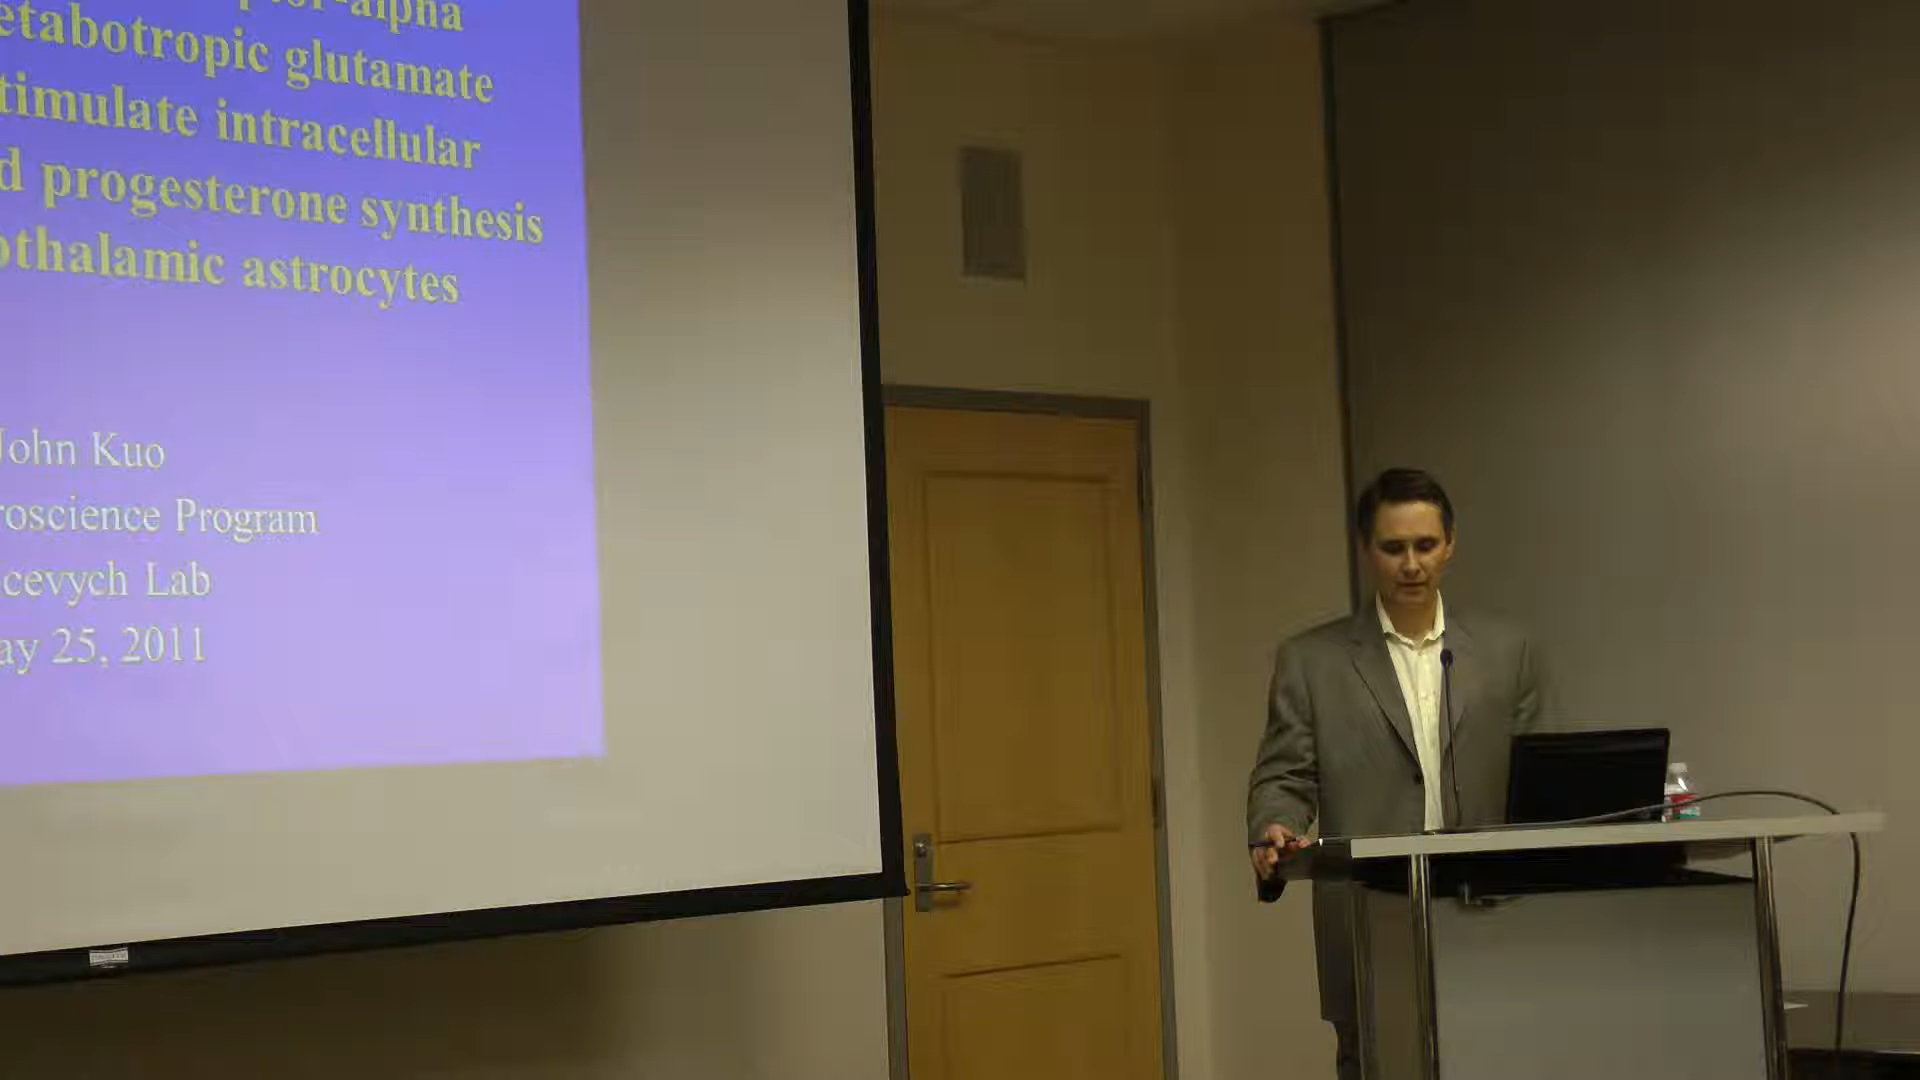 etabotropic glutamate
timulate intracellular
d progesterone synthesis
othalamic astrocytes
John Kuo
roscience Program
cevych Lab
ay 25, 2011